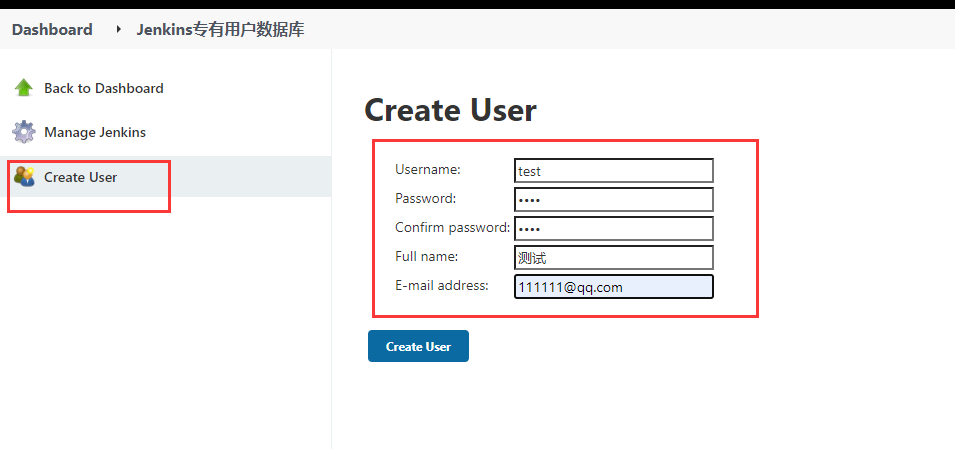 Dashboard ‣ Jenkins专有用户数据库
Back to Dashboard
Manage Jenkins
Create User
Create User
Username: test
Password: ••••
Confirm password: ••••
Full name: 测试
E-mail address: 111111@qq.com
Create User